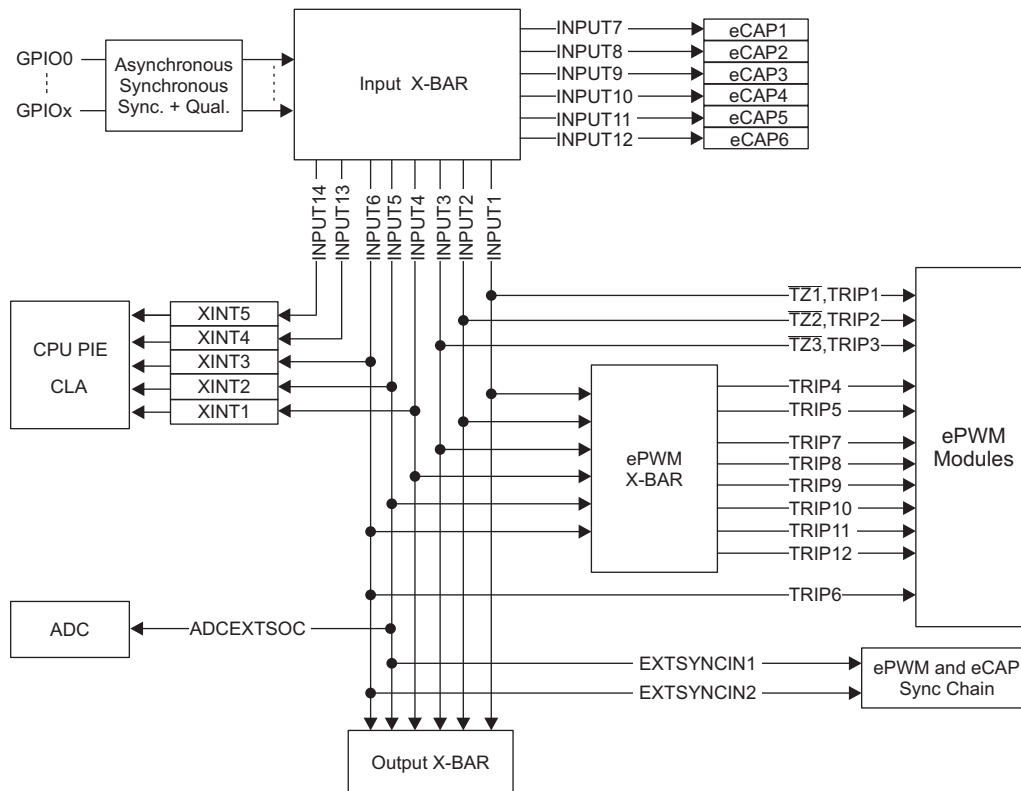 GPIO0
GPIOx
Asynchronous
Synchronous
Sync. + Qual.
Input X-BAR
INPUT7
INPUT8
INPUT9
INPUT10
INPUT11
INPUT12
eCAP1
eCAP2
eCAP3
eCAP4
eCAP5
eCAP6
INPUT14
INPUT13
INPUT6
INPUT5
INPUT4
INPUT3
INPUT2
INPUT1
CPU PIE
CLA
XINT5
XINT4
XINT3
XINT2
XINT1
T̅Z̅1̅,TRIP1
T̅Z̅2̅,TRIP2
T̅Z̅3̅,TRIP3
ePWM
X-BAR
TRIP4
TRIP5
TRIP7
TRIP8
TRIP9
TRIP10
TRIP11
TRIP12
TRIP6
ePWM
Modules
ADC
ADCEXTSOC
EXTSYNCIN1
EXTSYNCIN2
ePWM and eCAP
Sync Chain
Output X-BAR